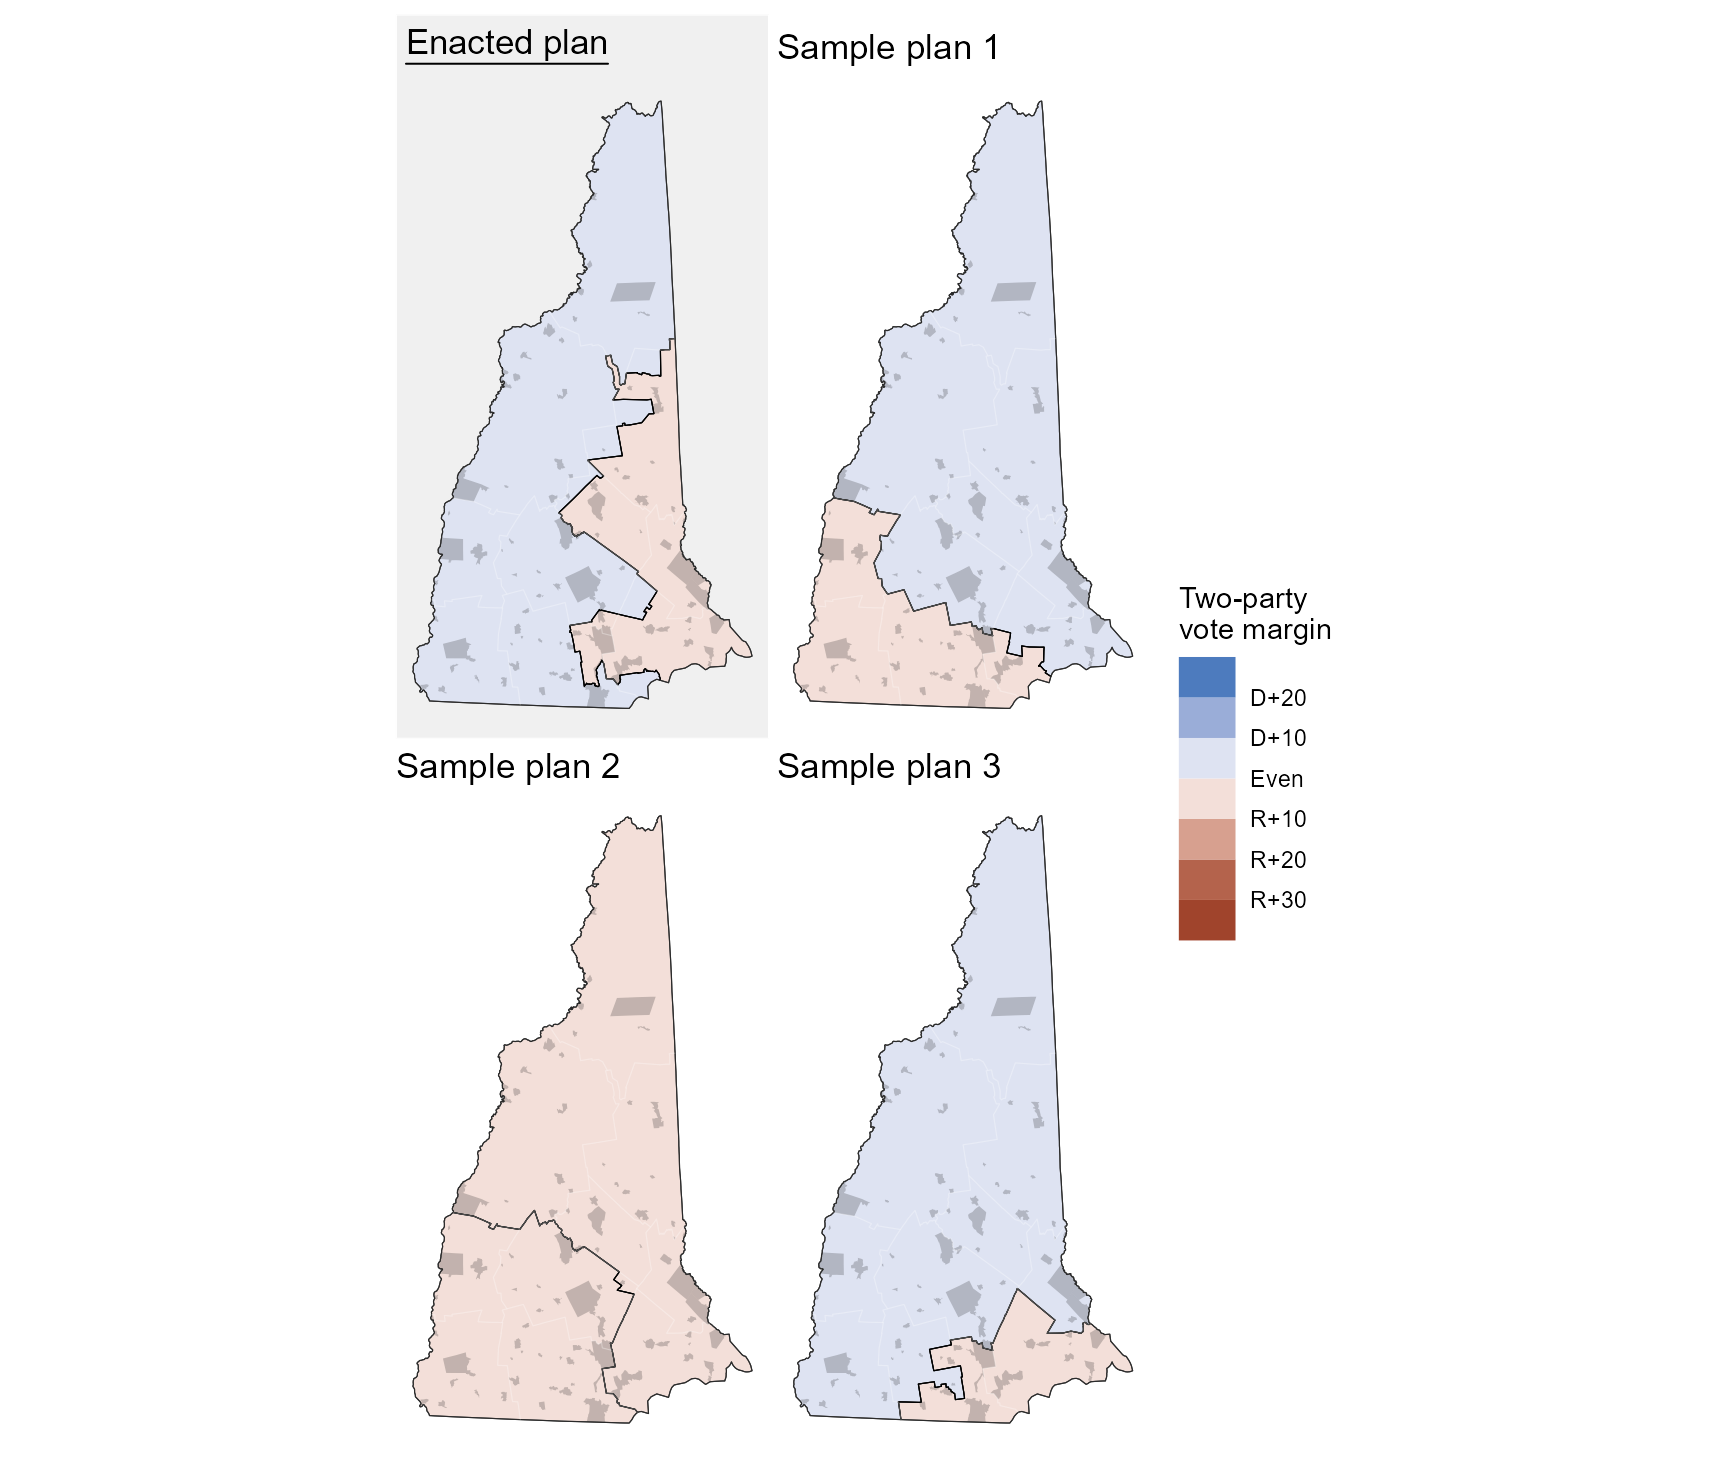 Enacted plan
Sample plan 1
Sample plan 2
Sample plan 3
Two-party
vote margin
D+20
D+10
Even
R+10
R+20
R+30